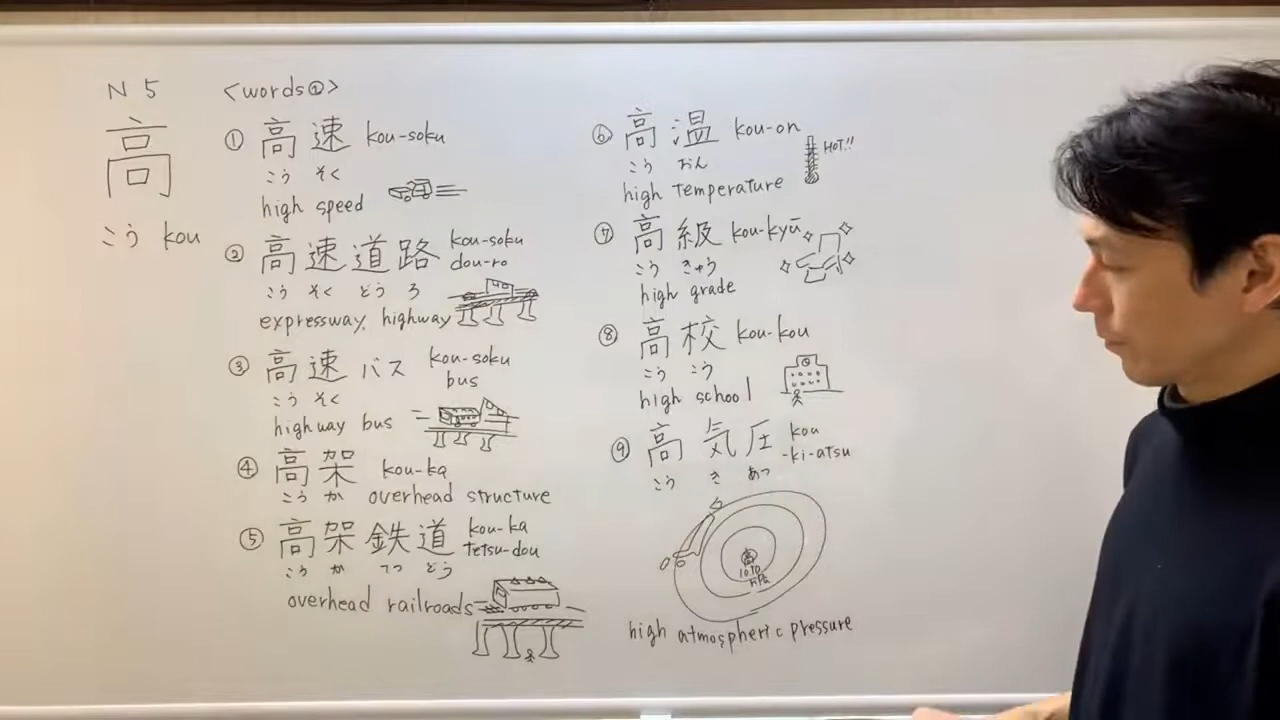 N5 <words①>
高
こう kou
① 高速 kou-soku
こう そく
high speed
② 高速道路 kou-soku
dou-ro
こう そく どう ろ
expressway, highway
③ 高速バス kou-soku
bus
こう そく
highway bus
④ 高架 kou-ka
こう か overhead structure
⑤ 高架鉄道 kou-ka
tetsu-dou
こう か てつ どう
overhead railroads
⑥ 高温 kou-on
こう おん
HOT!!
high temperature
⑦ 高級 kou-kyū
こう きゅう
high grade
⑧ 高校 kou-kou
こう こう
high school
⑨ 高気圧 kou
-ki-atsu
こう き あつ
高
1070
hPa
high atmospheric pressure